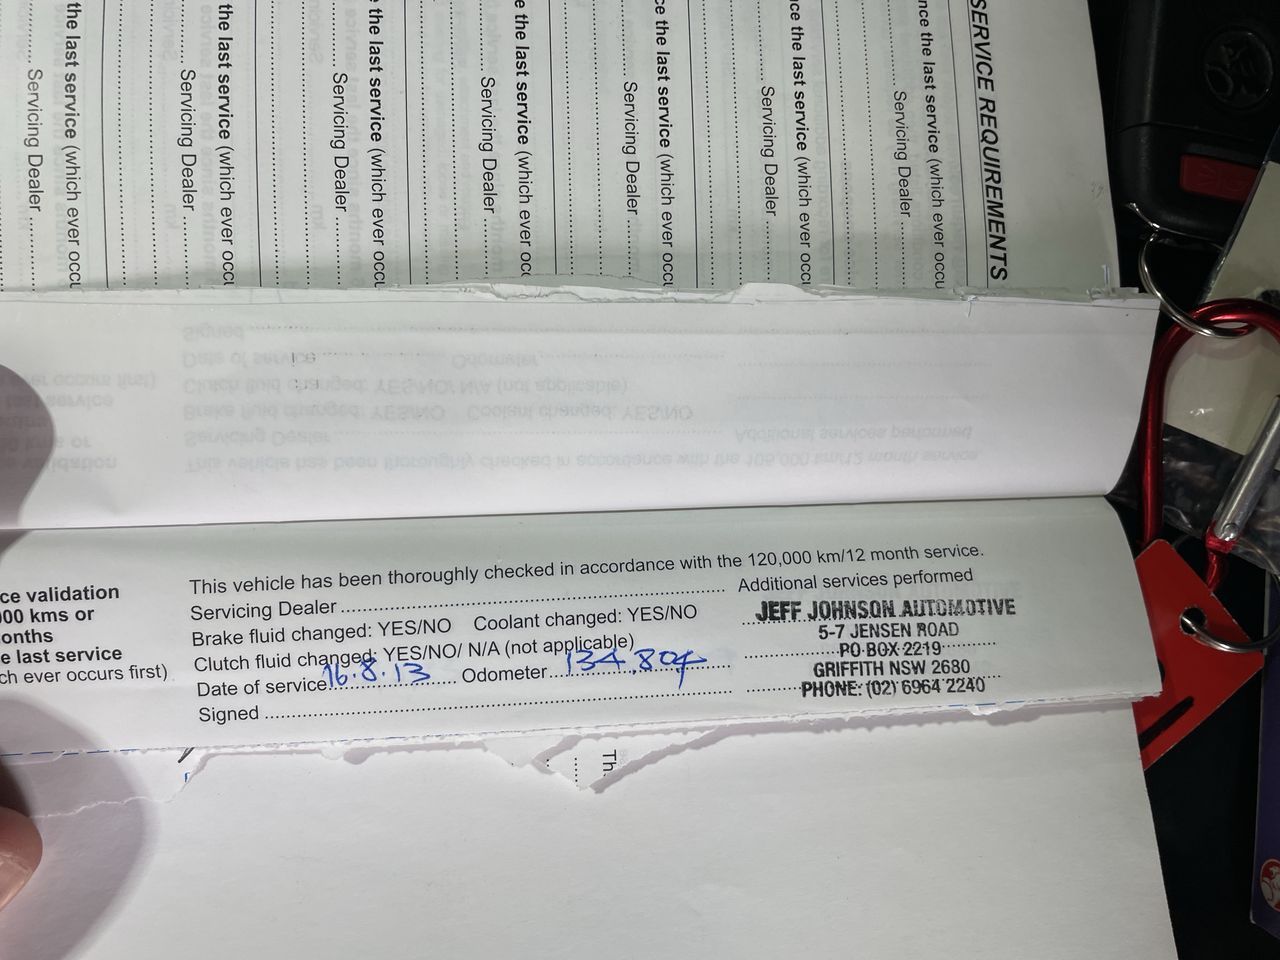 SERVICE REQUIREMENTS
nce the last service (which ever occu
Servicing Dealer
ce the last service (which ever occu
Servicing Dealer
ce the last service (which ever occu
Servicing Dealer
e the last service (which ever occ
Servicing Dealer
e the last service (which ever occu
Servicing Dealer
the last service (which ever occu
Servicing Dealer
the last service (which ever occu
Servicing Dealer
ce validation
000 kms or
onths
e last service
ch ever occurs first)
This vehicle has been thoroughly checked in accordance with the 120,000 km/12 month service.
Servicing Dealer
Additional services performed
Brake fluid changed: YES/NO Coolant changed: YES/NO
Clutch fluid changed: YES/NO/ N/A (not applicable)
Date of service 16.8.13 Odometer 134,804
Signed
JEFF JOHNSON AUTOMOTIVE
5-7 JENSEN ROAD
PO BOX 2219
GRIFFITH NSW 2680
PHONE: (02) 6964 2240
Th